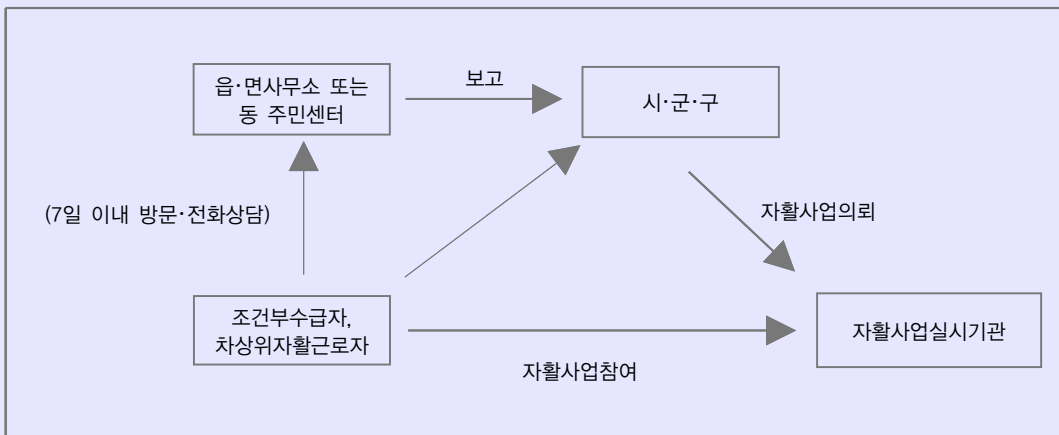 읍·면사무소 또는
동 주민센터
보고
시·군·구
(7일 이내 방문·전화상담)
자활사업의뢰
조건부수급자,
차상위자활근로자
자활사업실시기관
자활사업참여